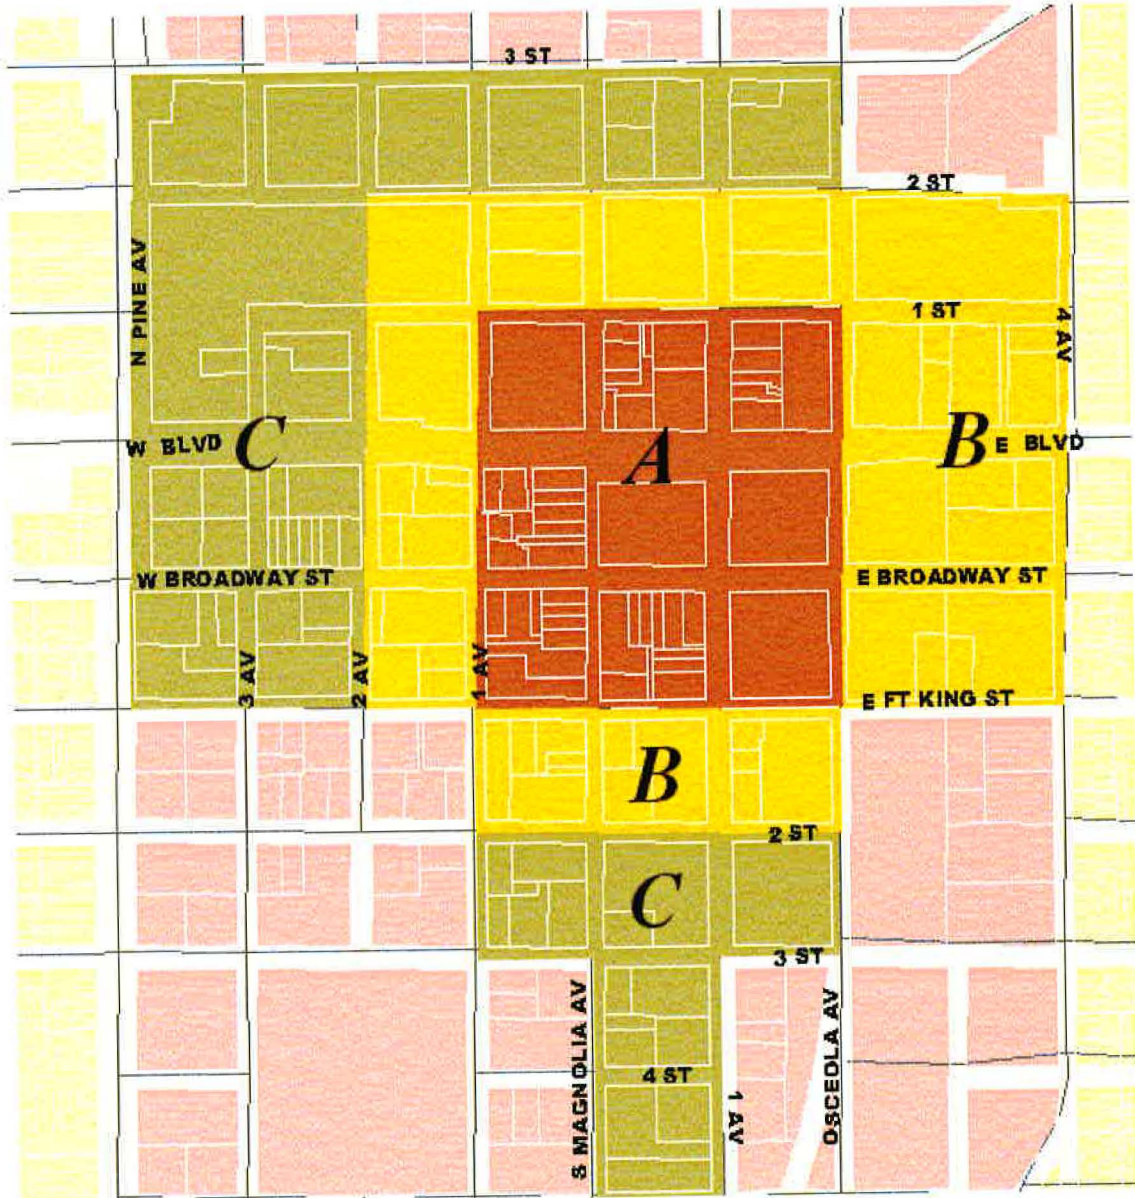 3 ST
2 ST
N PINE AV
1 ST
4 AV
W BLVD
C
A
B
E BLVD
W BROADWAY ST
E BROADWAY ST
3 AV
2 AV
1 AV
E FT KING ST
B
2 ST
C
3 ST
S MAGNOLIA AV
4 ST
1 AV
OSCEOLA AV